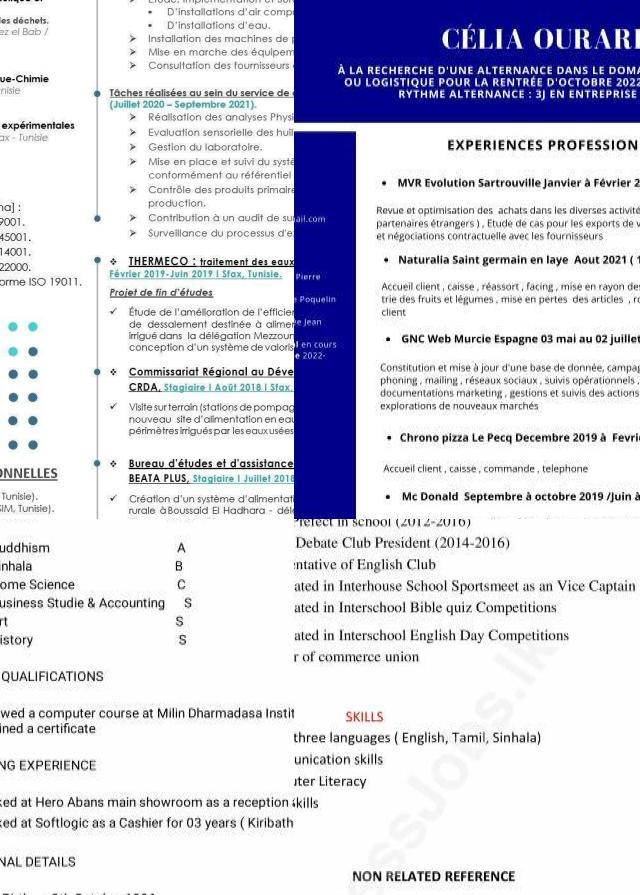 les déchets.
ez el Bab /
ue-Chimie
nisie
expérimentales
ax - Tunisie
na] :
9001.
45001.
14001.
22000.
orme ISO 19011.
ONNELLES
Tunisie).
SIM, Tunisie).
D'installations d'air comp
D'installations d'eau.
Installation des machines de p
Mise en marche des équipem
Consultation des fournisseurs
Tâches réalisées au sein du service de
(Juillet 2020 – Septembre 2021).
Réalisation des analyses Physi
Evaluation sensorielle des huil
Gestion du laboratoire.
Mise en place et suivi du systè
conformément au référentiel
Contrôle des produits primaire
production.
Contribution à un audit de su
Surveillance du processus d'e
THERMECO : traitement des eaux
Février 2019-Juin 2019 I Sfax, Tunisie.
Projet de fin d'études
Étude de l'amélioration de l'efficien
de dessalement destinée à alimen
irrigué dans la délégation Mezzoun
conception d'un système de valoris
Commissariat Régional au Déve
CRDA, Stagiaire I Août 2018 I Sfax,
Visite sur terrain (stations de pompag
nouveau site d'alimentation en eau
périmètres irrigués par les eaux usées
Bureau d'études et d'assistance
BEATA PLUS, Stagiaire I Juillet 2018
Création d'un système d'alimentati
rurale à Boussaid El Hadhara - délé
CÉLIA OURARI
À LA RECHERCHE D'UNE ALTERNANCE DANS LE DOMA
OU LOGISTIQUE POUR LA RENTRÉE D'OCTOBRE 2022
RYTHME ALTERNANCE : 3J EN ENTREPRISE
ail.com
Pierre
Poquelin
ée Jean
ol en cours
e 2022-
EXPERIENCES PROFESSION
• MVR Evolution Sartrouville Janvier à Février 2
Revue et optimisation des achats dans les diverses activité
partenaires étrangers ) , Etude de cas pour les exports de v
et négociations contractuelle avec les fournisseurs
• Naturalia Saint germain en laye Aout 2021 ( 1
Accueil client , caisse , réassort , facing , mise en rayon des
trie des fruits et légumes , mise en pertes des articles , ro
client
• GNC Web Murcie Espagne 03 mai au 02 juillet
Constitution et mise à jour d'une base de donnée, campag
phoning , mailing , réseaux sociaux , suivis opérationnels ,
documentations marketing , gestions et suivis des actions
explorations de nouveaux marchés
• Chrono pizza Le Pecq Decembre 2019 à Fevrie
Accueil client , caisse , commande , telephone
• Mc Donald Septembre à octobre 2019 /Juin à
uddhism A
inhala B
ome Science C
usiness Studie & Accounting S
rt S
istory S
QUALIFICATIONS
wed a computer course at Milin Dharmadasa Instit
ined a certificate
NG EXPERIENCE
ked at Hero Abans main showroom as a reception
ked at Softlogic as a Cashier for 03 years ( Kiribath
NAL DETAILS
Prefect in school (2012-2016)
Debate Club President (2014-2016)
ntative of English Club
ated in Interhouse School Sportsmeet as an Vice Captain
ated in Interschool Bible quiz Competitions
ated in Interschool English Day Competitions
r of commerce union
SKILLS
three languages ( English, Tamil, Sinhala)
unication skills
uter Literacy
skills
NON RELATED REFERENCE